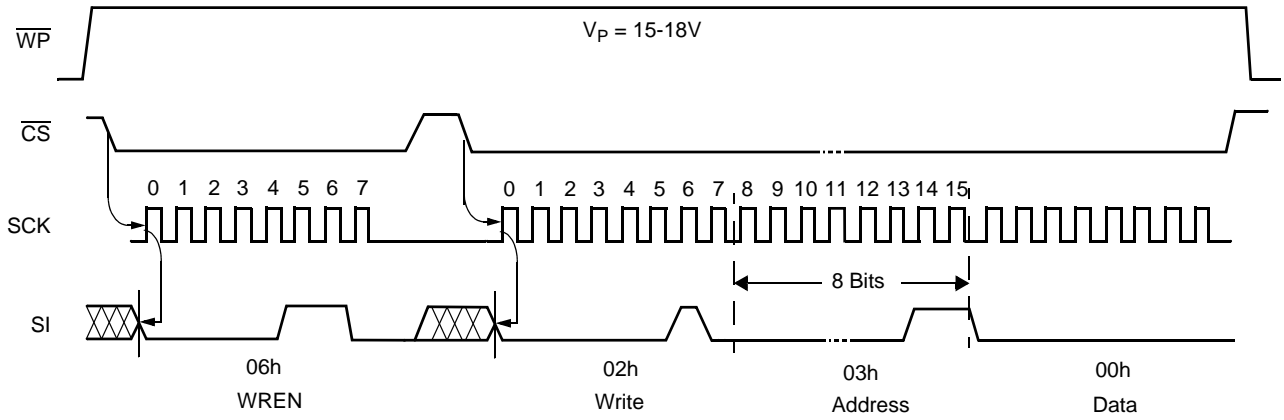 WP
V_P = 15-18V
CS
0 1 2 3 4 5 6 7 0 1 2 3 4 5 6 7 8 9 10 11 12 13 14 15
SCK
8 Bits
SI
06h 02h 03h 00h
WREN Write Address Data